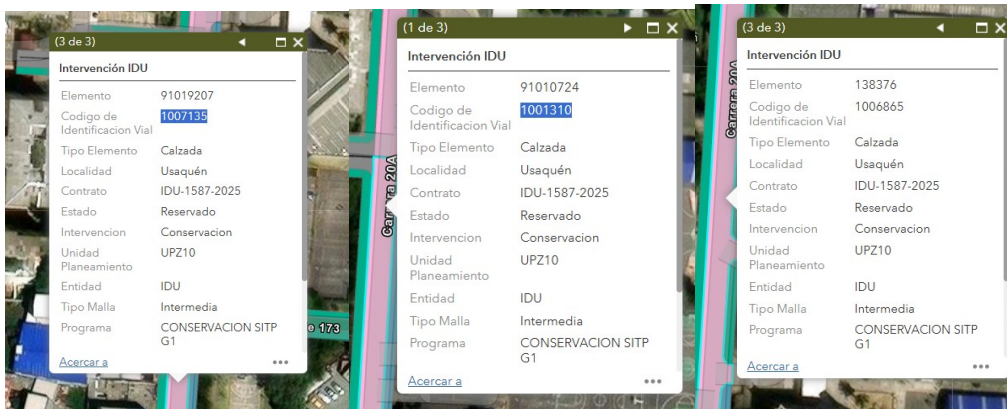 (3 de 3)
Intervención IDU
Elemento 91019207
Codigo de Identificacion Vial 1007135
Tipo Elemento Calzada
Localidad Usaquén
Contrato IDU-1587-2025
Estado Reservado
Intervencion Conservacion
Unidad Planeamiento UPZ10
Entidad IDU
Tipo Malla Intermedia
Programa CONSERVACION SITP G1
Acercar a
e 173
(1 de 3)
Intervención IDU
Elemento 91010724
Codigo de Identificacion Vial 1001310
Tipo Elemento Calzada
Localidad Usaquén
Contrato IDU-1587-2025
Estado Reservado
Intervencion Conservacion
Unidad Planeamiento UPZ10
Entidad IDU
Tipo Malla Intermedia
Programa CONSERVACION SITP G1
Acercar a
Carrera 20A
(3 de 3)
Intervención IDU
Elemento 138376
Codigo de Identificacion Vial 1006865
Tipo Elemento Calzada
Localidad Usaquén
Contrato IDU-1587-2025
Estado Reservado
Intervencion Conservacion
Unidad Planeamiento UPZ10
Entidad IDU
Tipo Malla Intermedia
Programa CONSERVACION SITP G1
Acercar a
Carrera 20A